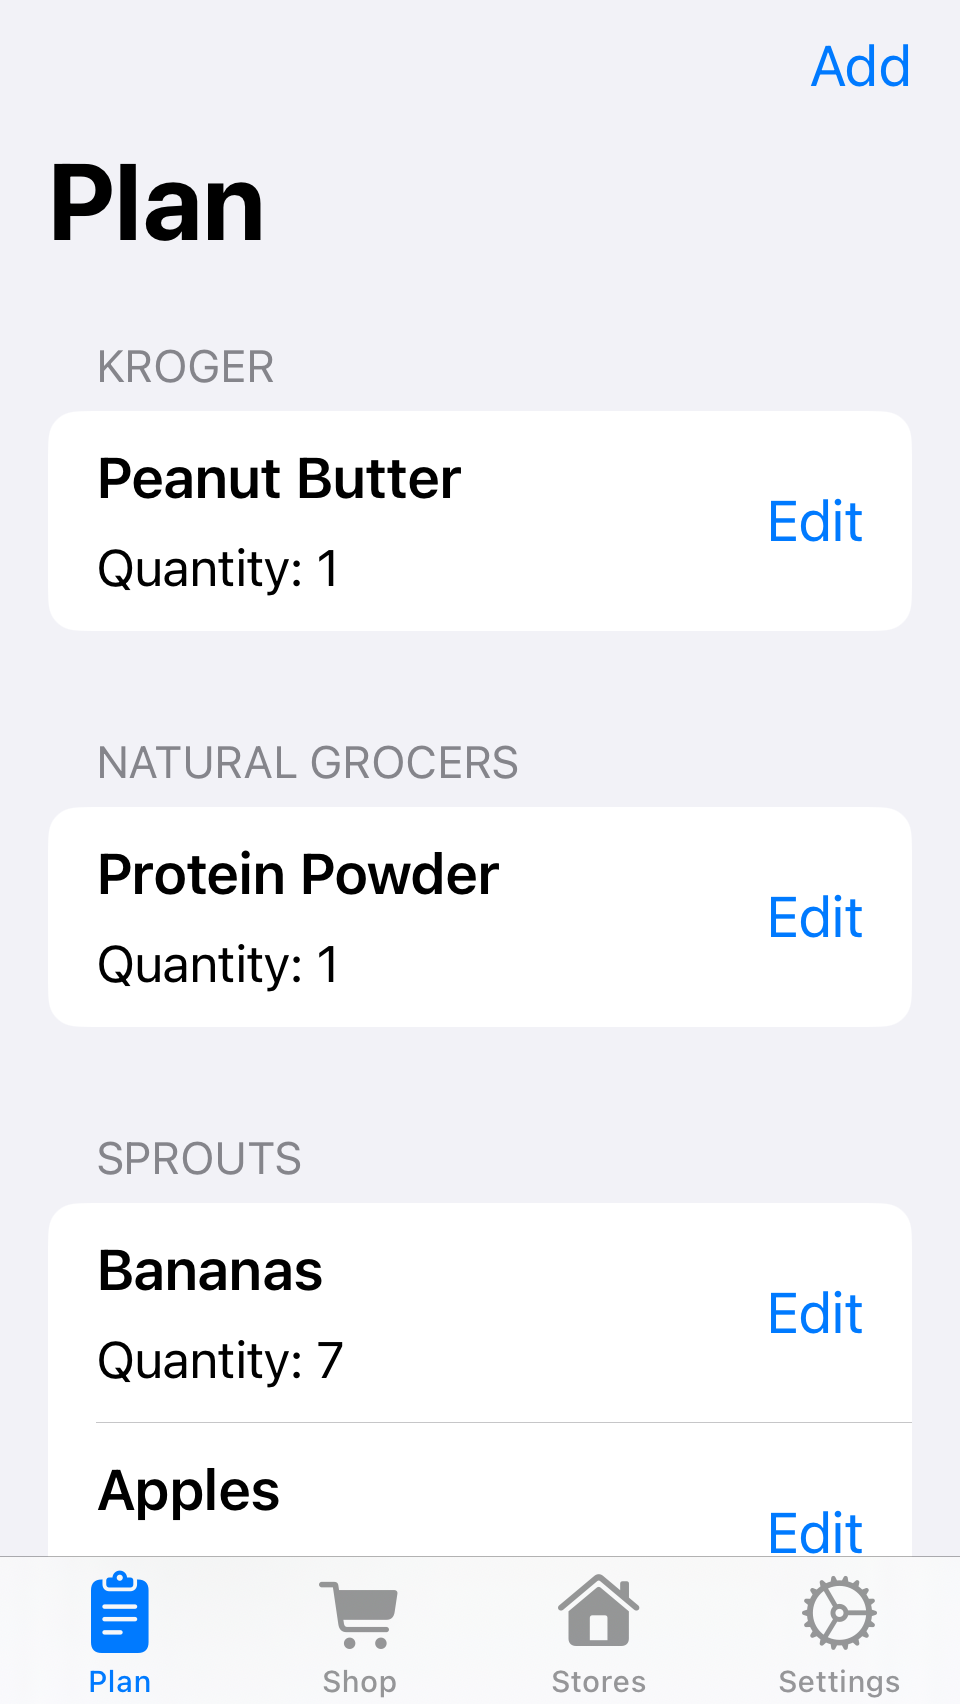 Add
Plan
KROGER
Peanut Butter
Edit
Quantity: 1
NATURAL GROCERS
Protein Powder
Edit
Quantity: 1
SPROUTS
Bananas
Edit
Quantity: 7
Apples
Edit
Plan
Shop
Stores
Settings